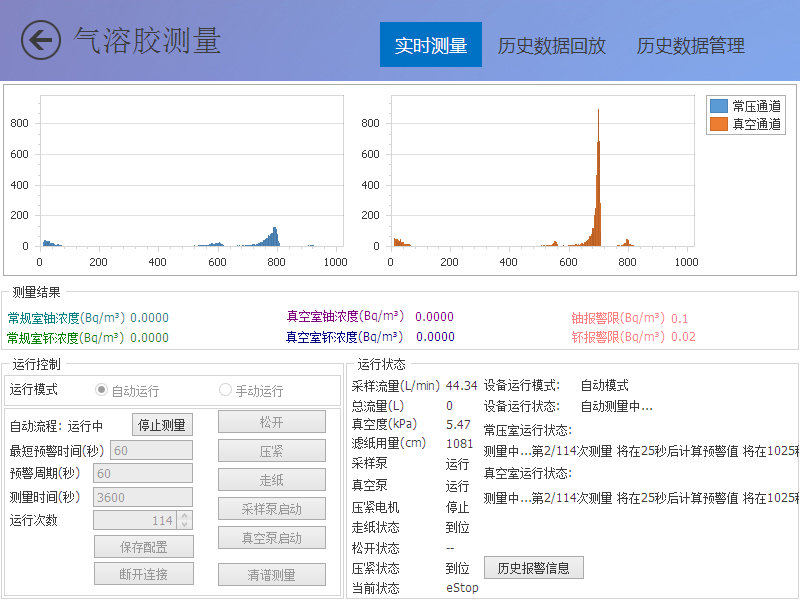 气溶胶测量
实时测量 历史数据回放 历史数据管理
800
600
400
200
0
0 200 400 600 800 1000
800
600
400
200
0
0 200 400 600 800 1000
常压通道
真空通道
测量结果
常规室铀浓度(Bq/m³) 0.0000 真空室铀浓度(Bq/m³) 0.0000 铀报警限(Bq/m³) 0.1
常规室钚浓度(Bq/m³) 0.0000 真空室钚浓度(Bq/m³) 0.0000 钚报警限(Bq/m³) 0.02
运行控制
运行模式 自动运行 手动运行
自动流程: 运行中 停止测量
最短预警时间(秒) 60
预警周期(秒) 60
测量时间(秒) 3600
运行次数 114
保存配置
断开连接
松开
压紧
走纸
采样泵启动
真空泵启动
清谱测量
运行状态
采样流量(L/min) 44.34
总流量(L) 0
真空度(kPa) 5.47
滤纸用量(cm) 1081
采样泵 运行
真空泵 运行
压紧电机 停止
走纸状态 到位
松开状态 --
压紧状态 到位
当前状态 eStop
设备运行模式: 自动模式
设备运行状态: 自动测量中...
常压室运行状态:
测量中...第2/114次测量 将在25秒后计算预警值 将在1025秒
真空室运行状态:
测量中...第2/114次测量 将在25秒后计算预警值 将在1025秒
历史报警信息